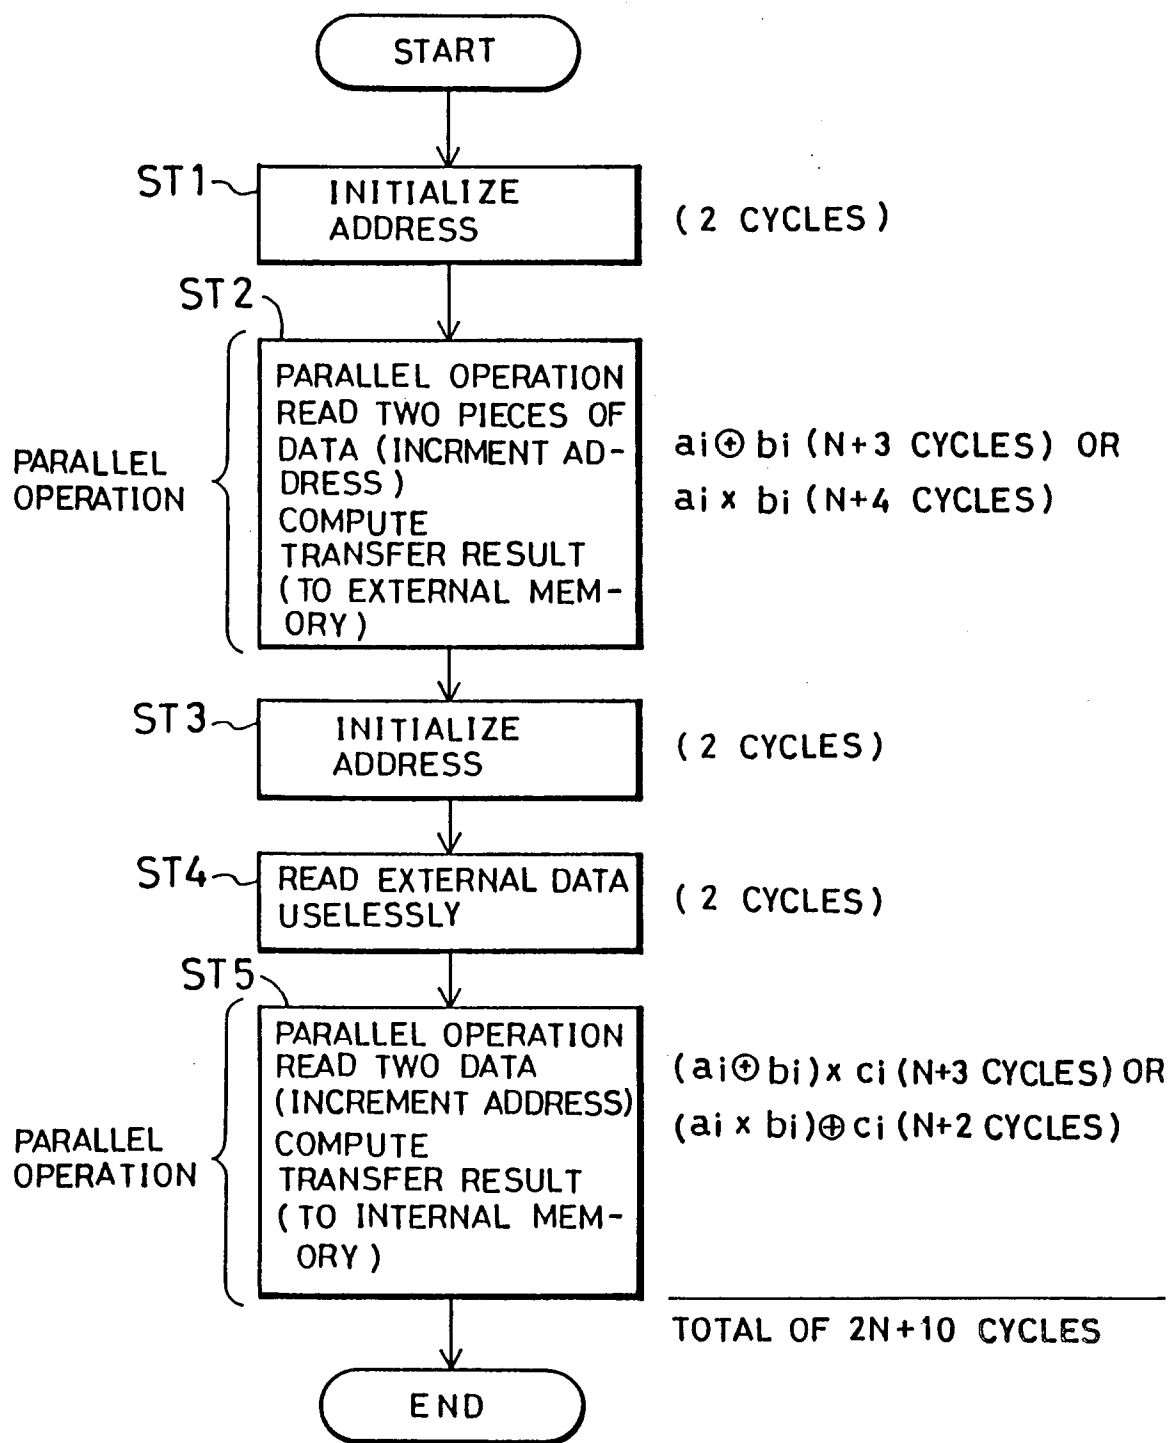 START
ST1
INITIALIZE
ADDRESS
(2 CYCLES)
ST2
PARALLEL
OPERATION
PARALLEL OPERATION
READ TWO PIECES OF
DATA (INCRMENT AD-
DRESS)
COMPUTE
TRANSFER RESULT
(TO EXTERNAL MEM-
ORY)
ai⊕ bi (N+3 CYCLES) OR
ai × bi (N+4 CYCLES)
ST3
INITIALIZE
ADDRESS
(2 CYCLES)
ST4
READ EXTERNAL DATA
USELESSLY
(2 CYCLES)
ST5
PARALLEL
OPERATION
PARALLEL OPERATION
READ TWO DATA
(INCREMENT ADDRESS)
COMPUTE
TRANSFER RESULT
(TO INTERNAL MEM-
ORY)
(ai⊕ bi)× ci (N+3 CYCLES) OR
(ai × bi)⊕ ci (N+2 CYCLES)
TOTAL OF 2N+10 CYCLES
END